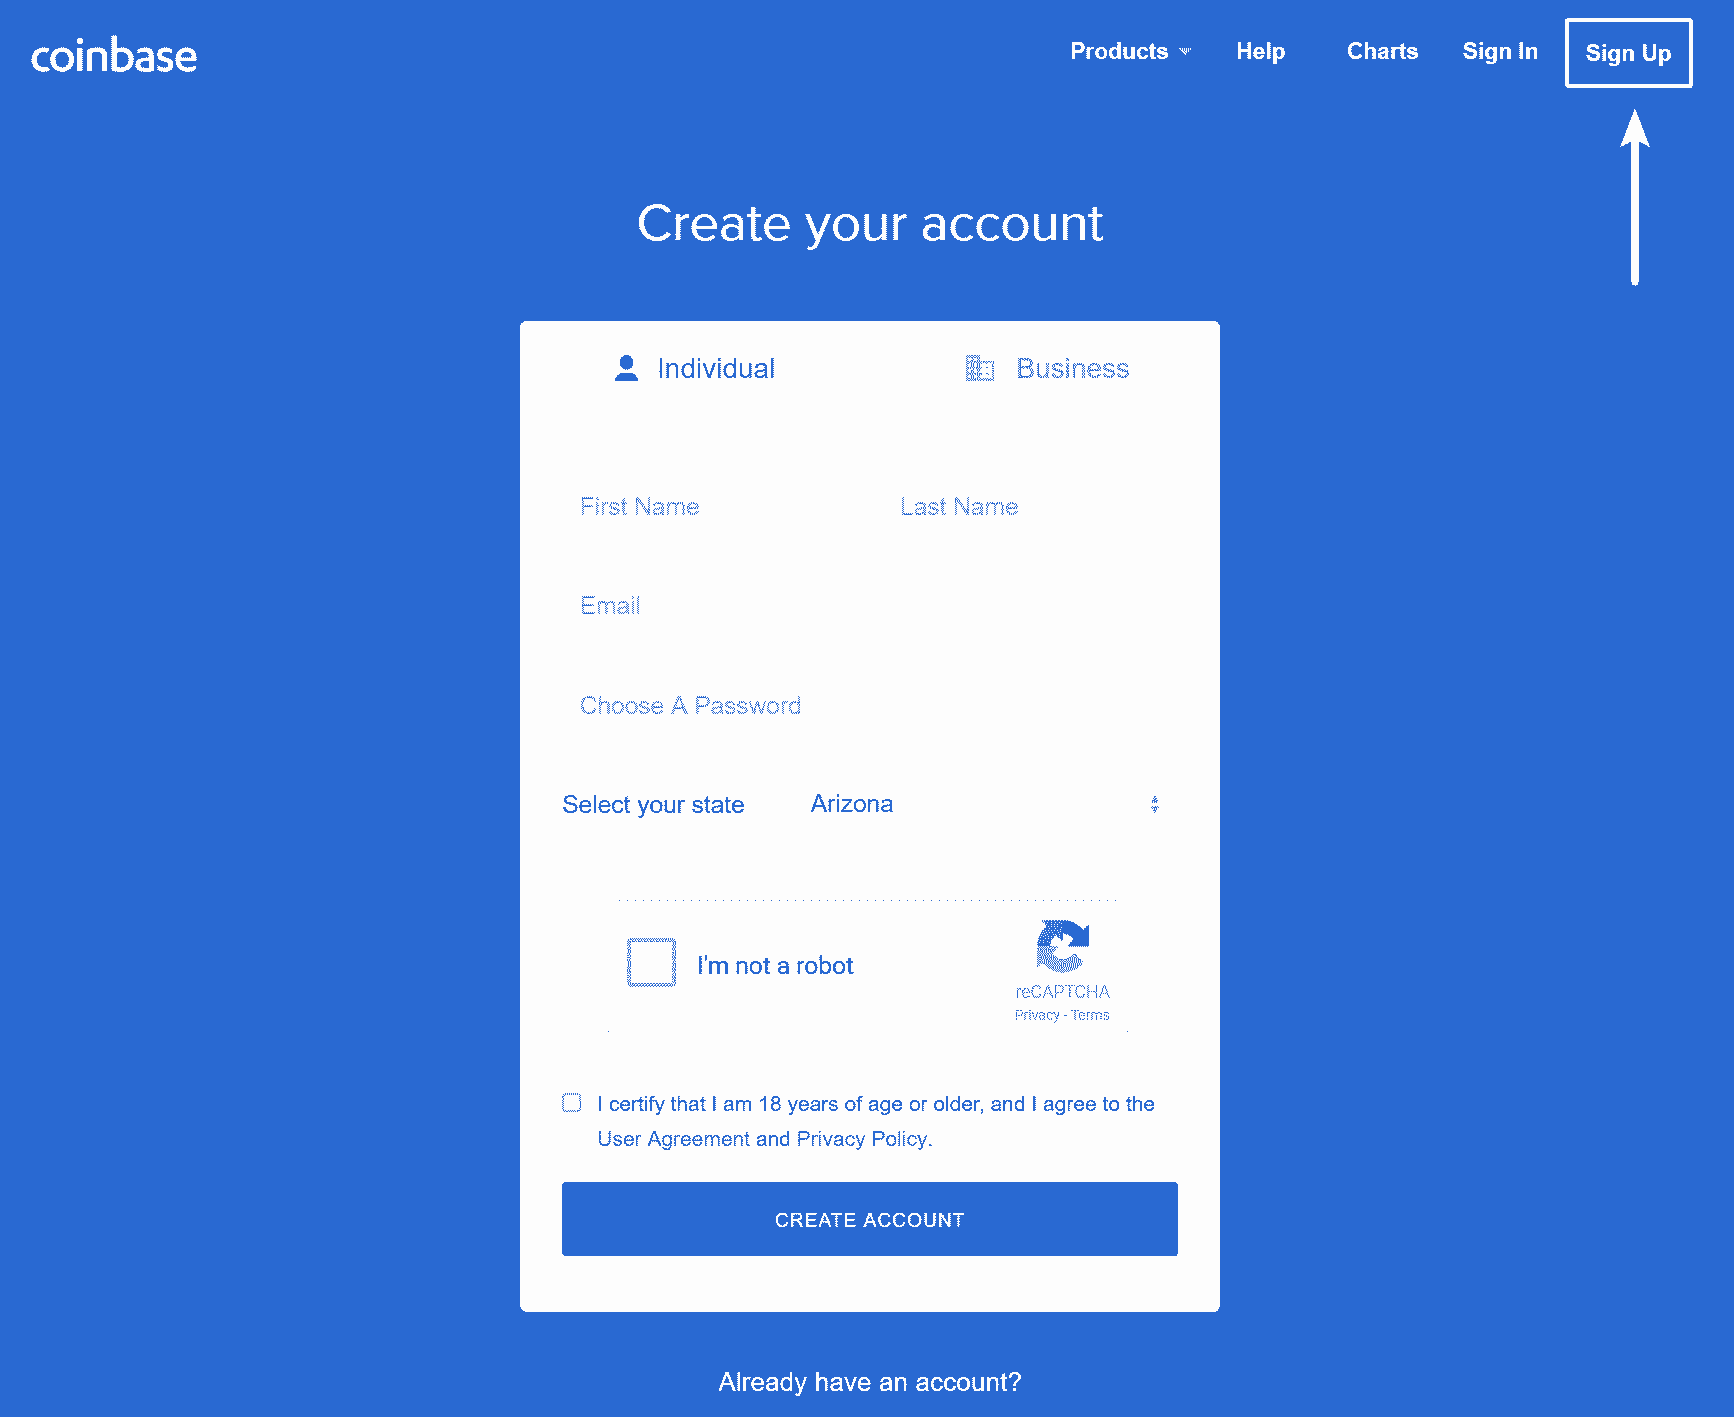 coinbase
Products Help Charts Sign In Sign Up
Create your account
Individual Business
First Name Last Name
Email
Choose A Password
Select your state Arizona
I'm not a robot
reCAPTCHA
Privacy - Terms
I certify that I am 18 years of age or older, and I agree to the
User Agreement and Privacy Policy.
CREATE ACCOUNT
Already have an account?